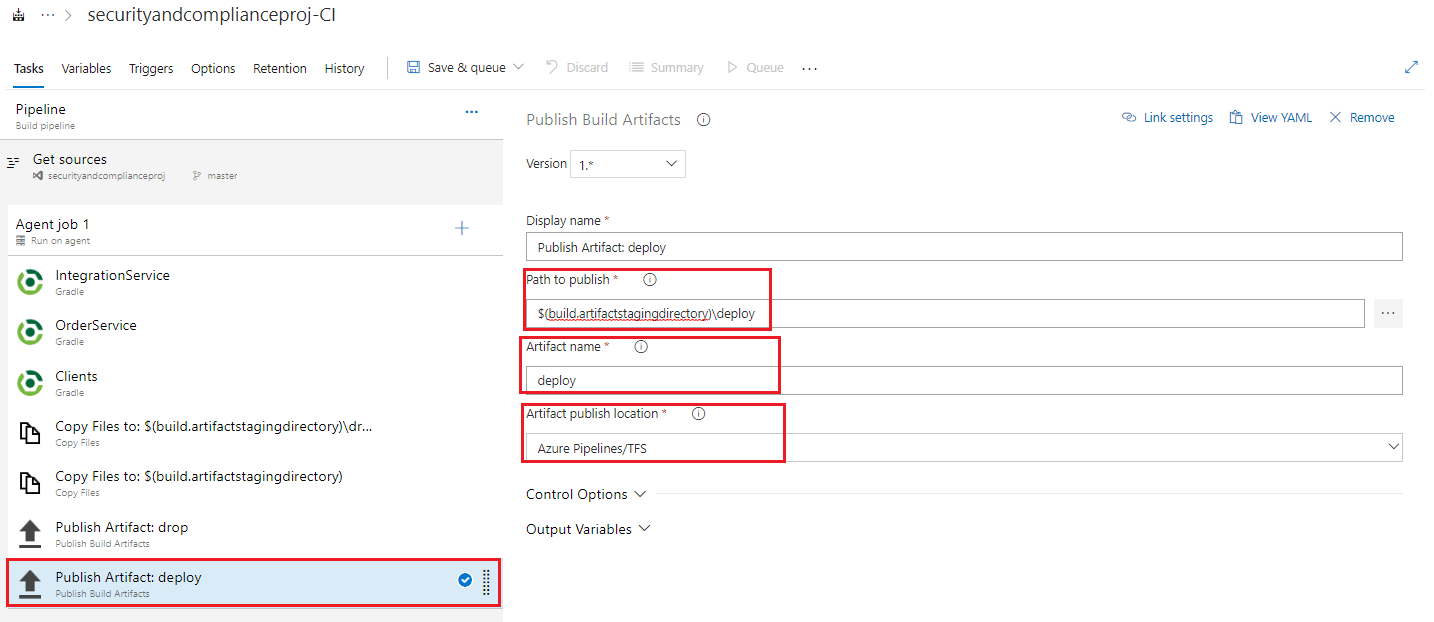 ··· > securityandcomplianceproj-CI
Tasks Variables Triggers Options Retention History Save & queue Discard Summary Queue ···
Pipeline ···
Build pipeline
Get sources
securityandcomplianceproj master
Agent job 1 +
Run on agent
IntegrationService
Gradle
OrderService
Gradle
Clients
Gradle
Copy Files to: $(build.artifactstagingdirectory)\dr...
Copy Files
Copy Files to: $(build.artifactstagingdirectory)
Copy Files
Publish Artifact: drop
Publish Build Artifacts
Publish Artifact: deploy
Publish Build Artifacts
Publish Build Artifacts Link settings View YAML Remove
Version 1.*
Display name *
Publish Artifact: deploy
Path to publish *
$(build.artifactstagingdirectory)\deploy ···
Artifact name *
deploy
Artifact publish location *
Azure Pipelines/TFS
Control Options
Output Variables